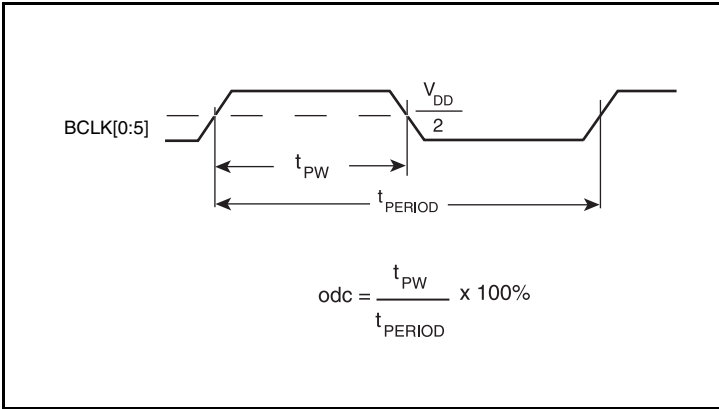 BCLK[0:5]
V_DD
2
t_PW
t_PERIOD
odc = t_PW x 100%
t_PERIOD